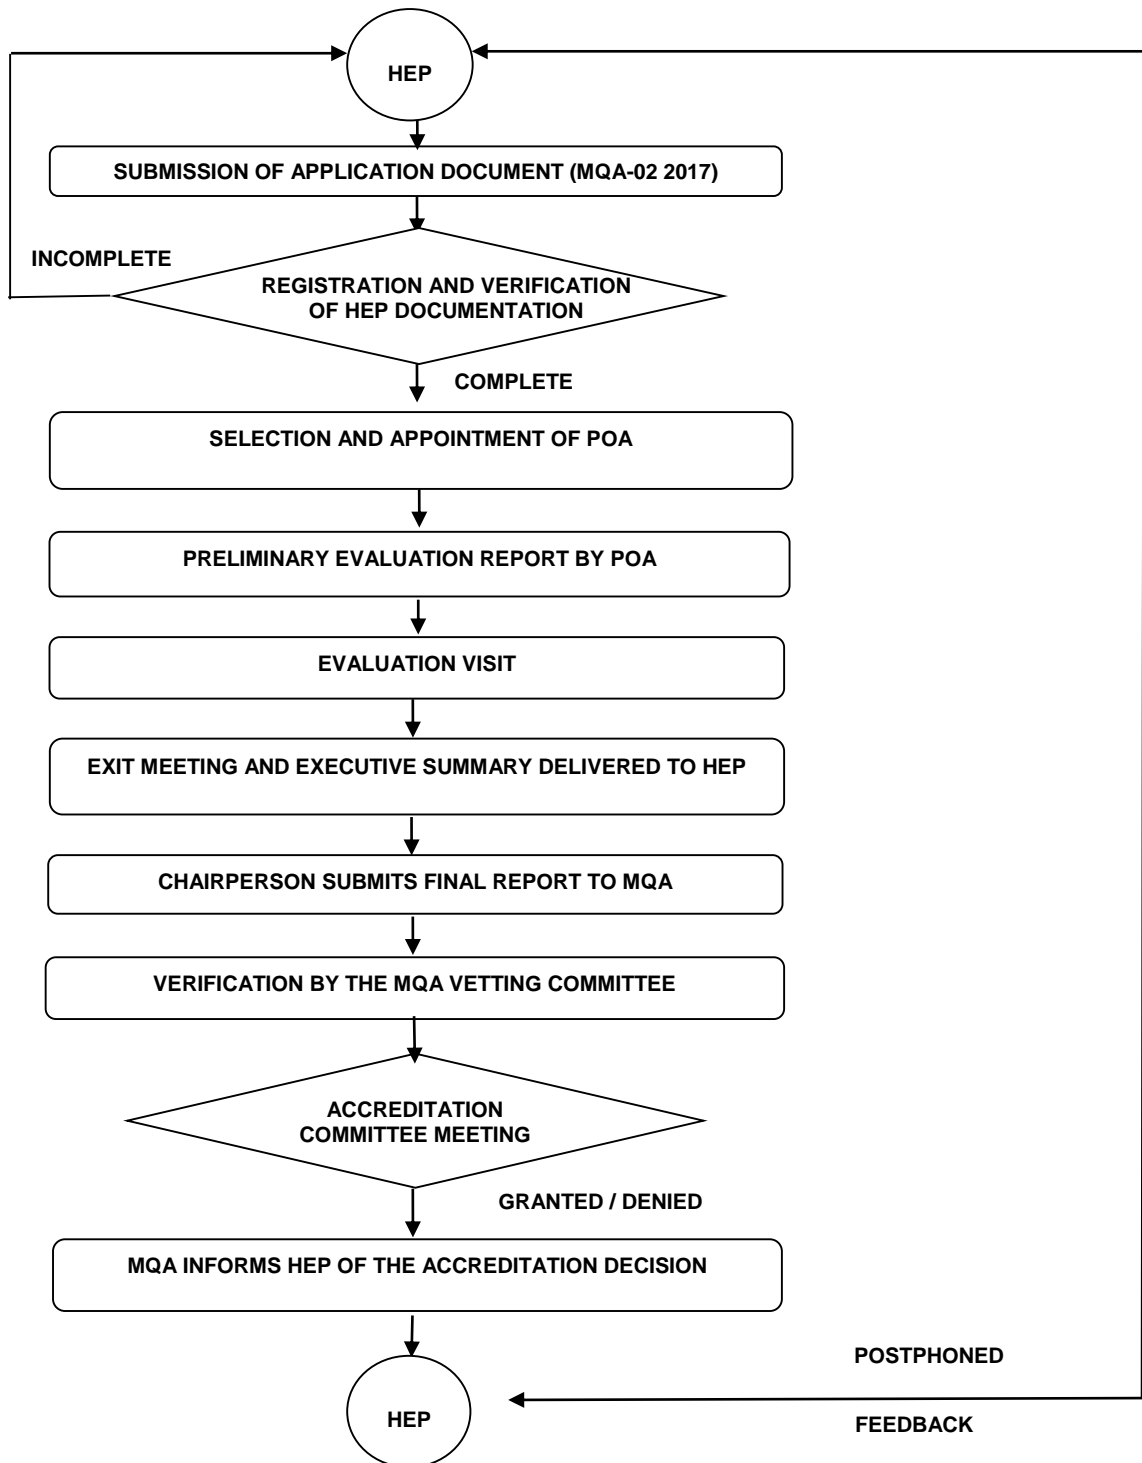 HEP
SUBMISSION OF APPLICATION DOCUMENT (MQA-02 2017)
INCOMPLETE
REGISTRATION AND VERIFICATION
OF HEP DOCUMENTATION
COMPLETE
SELECTION AND APPOINTMENT OF POA
PRELIMINARY EVALUATION REPORT BY POA
EVALUATION VISIT
EXIT MEETING AND EXECUTIVE SUMMARY DELIVERED TO HEP
CHAIRPERSON SUBMITS FINAL REPORT TO MQA
VERIFICATION BY THE MQA VETTING COMMITTEE
ACCREDITATION
COMMITTEE MEETING
GRANTED / DENIED
MQA INFORMS HEP OF THE ACCREDITATION DECISION
POSTPHONED
HEP
FEEDBACK